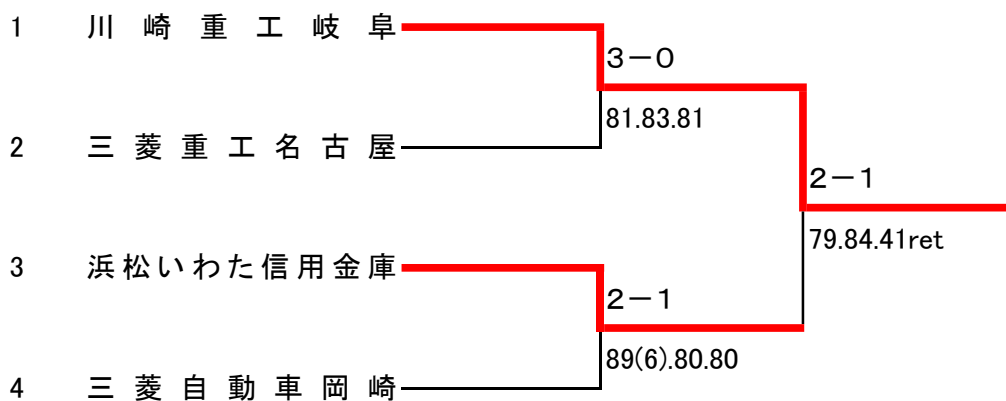 1 川崎重工岐阜
3－0
81.83.81
2 三菱重工名古屋
2－1
79.84.41ret
3 浜松いわた信用金庫
2－1
89(6).80.80
4 三菱自動車岡崎